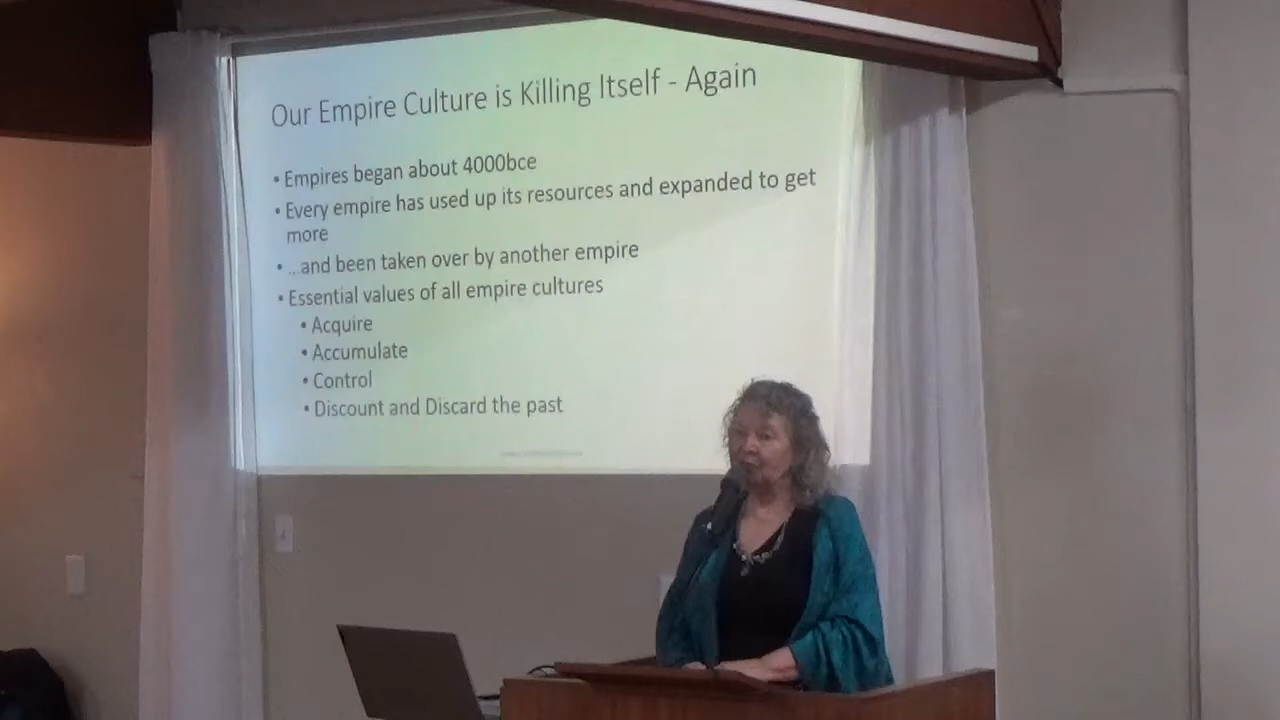 Our Empire Culture is Killing Itself - Again
• Empires began about 4000bce
• Every empire has used up its resources and expanded to get
more
• ...and been taken over by another empire
• Essential values of all empire cultures
• Acquire
• Accumulate
• Control
• Discount and Discard the past